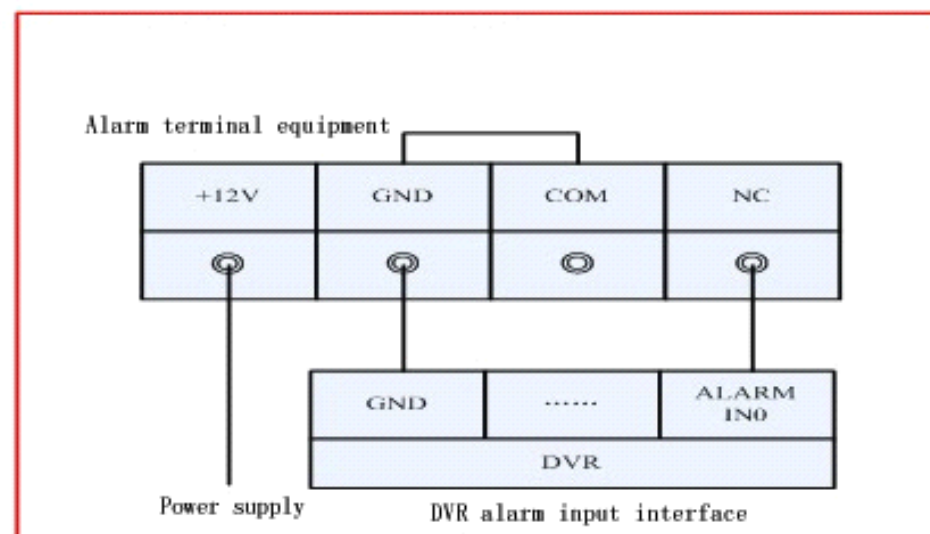 Alarm terminal equipment
+12V GND COM NC
GND ...... ALARM IN0
DVR
Power supply
DVR alarm input interface